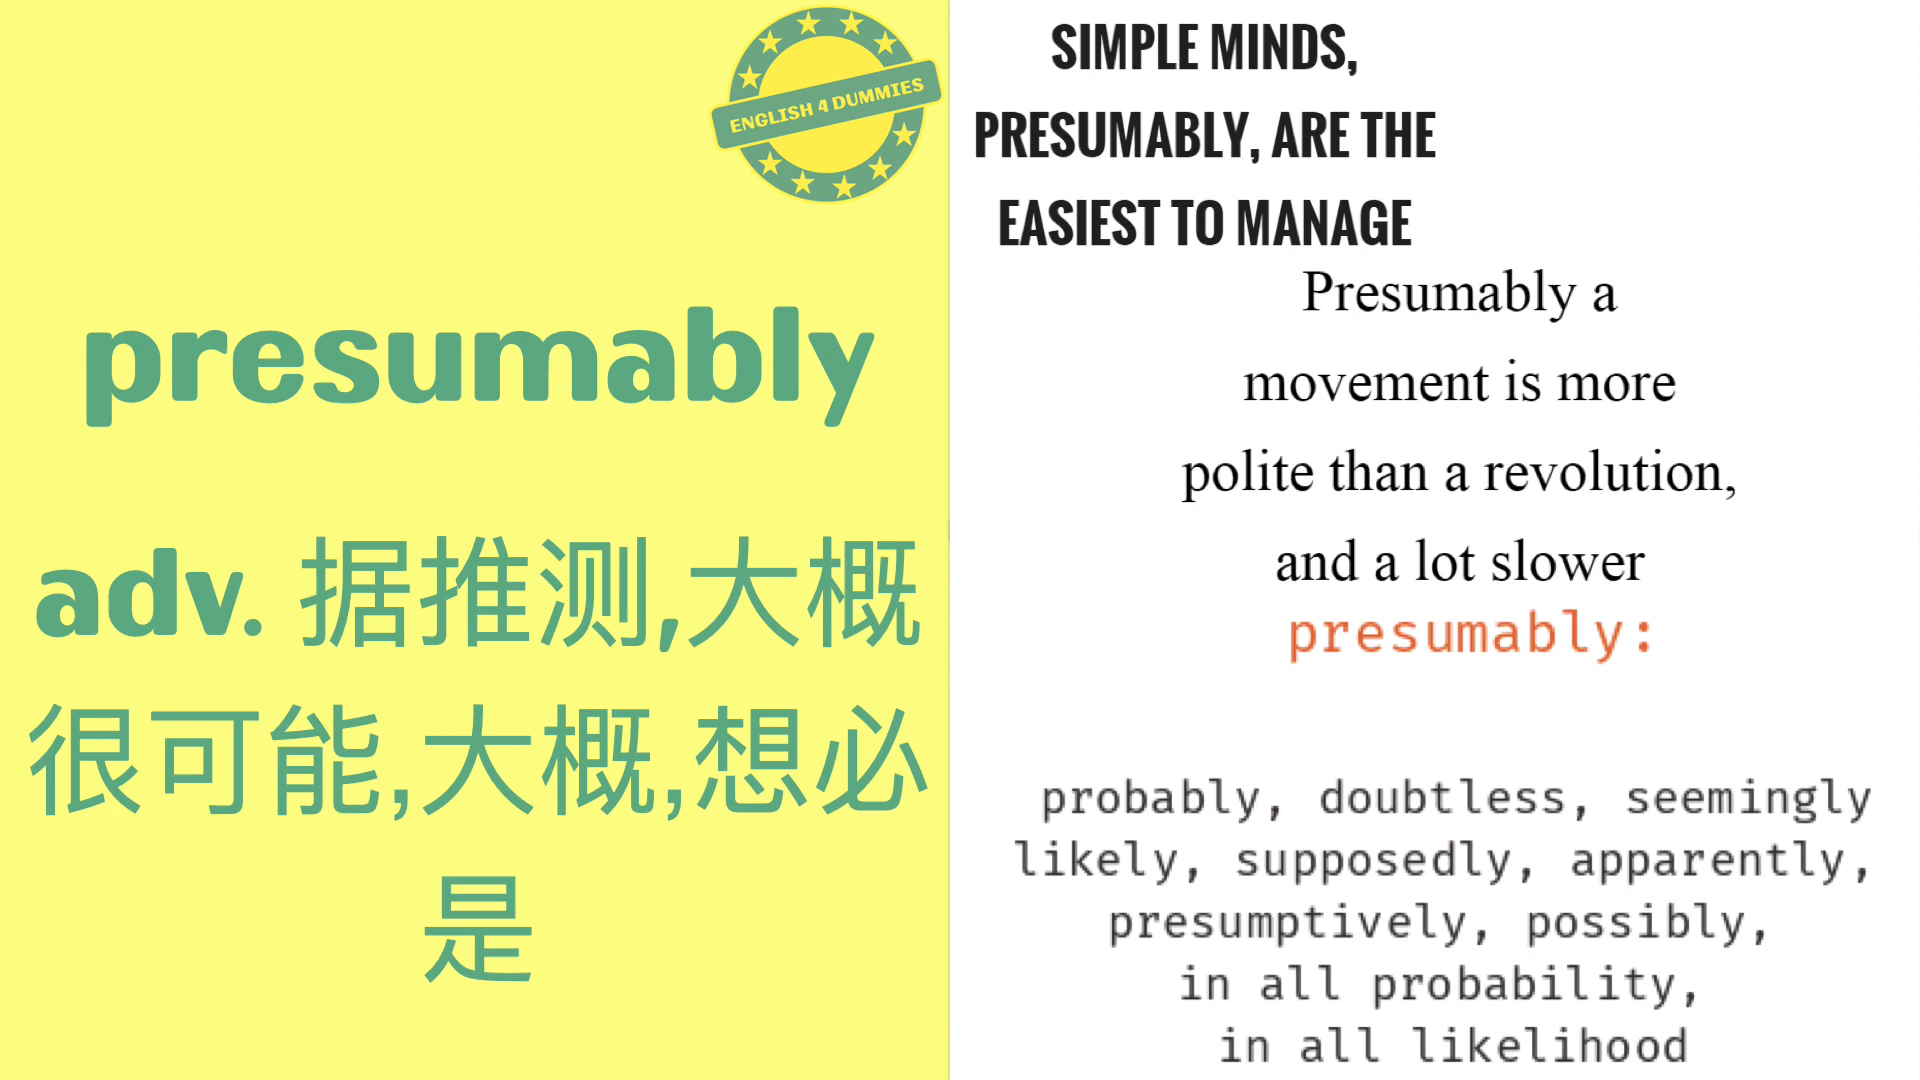 ENGLISH 4 DUMMIES
presumably
adv. 据推测,大概
很可能,大概,想必
是
SIMPLE MINDS,
PRESUMABLY, ARE THE
EASIEST TO MANAGE
Presumably a
movement is more
polite than a revolution,
and a lot slower
presumably:
probably, doubtless, seemingly
likely, supposedly, apparently,
presumptively, possibly,
in all probability,
in all likelihood